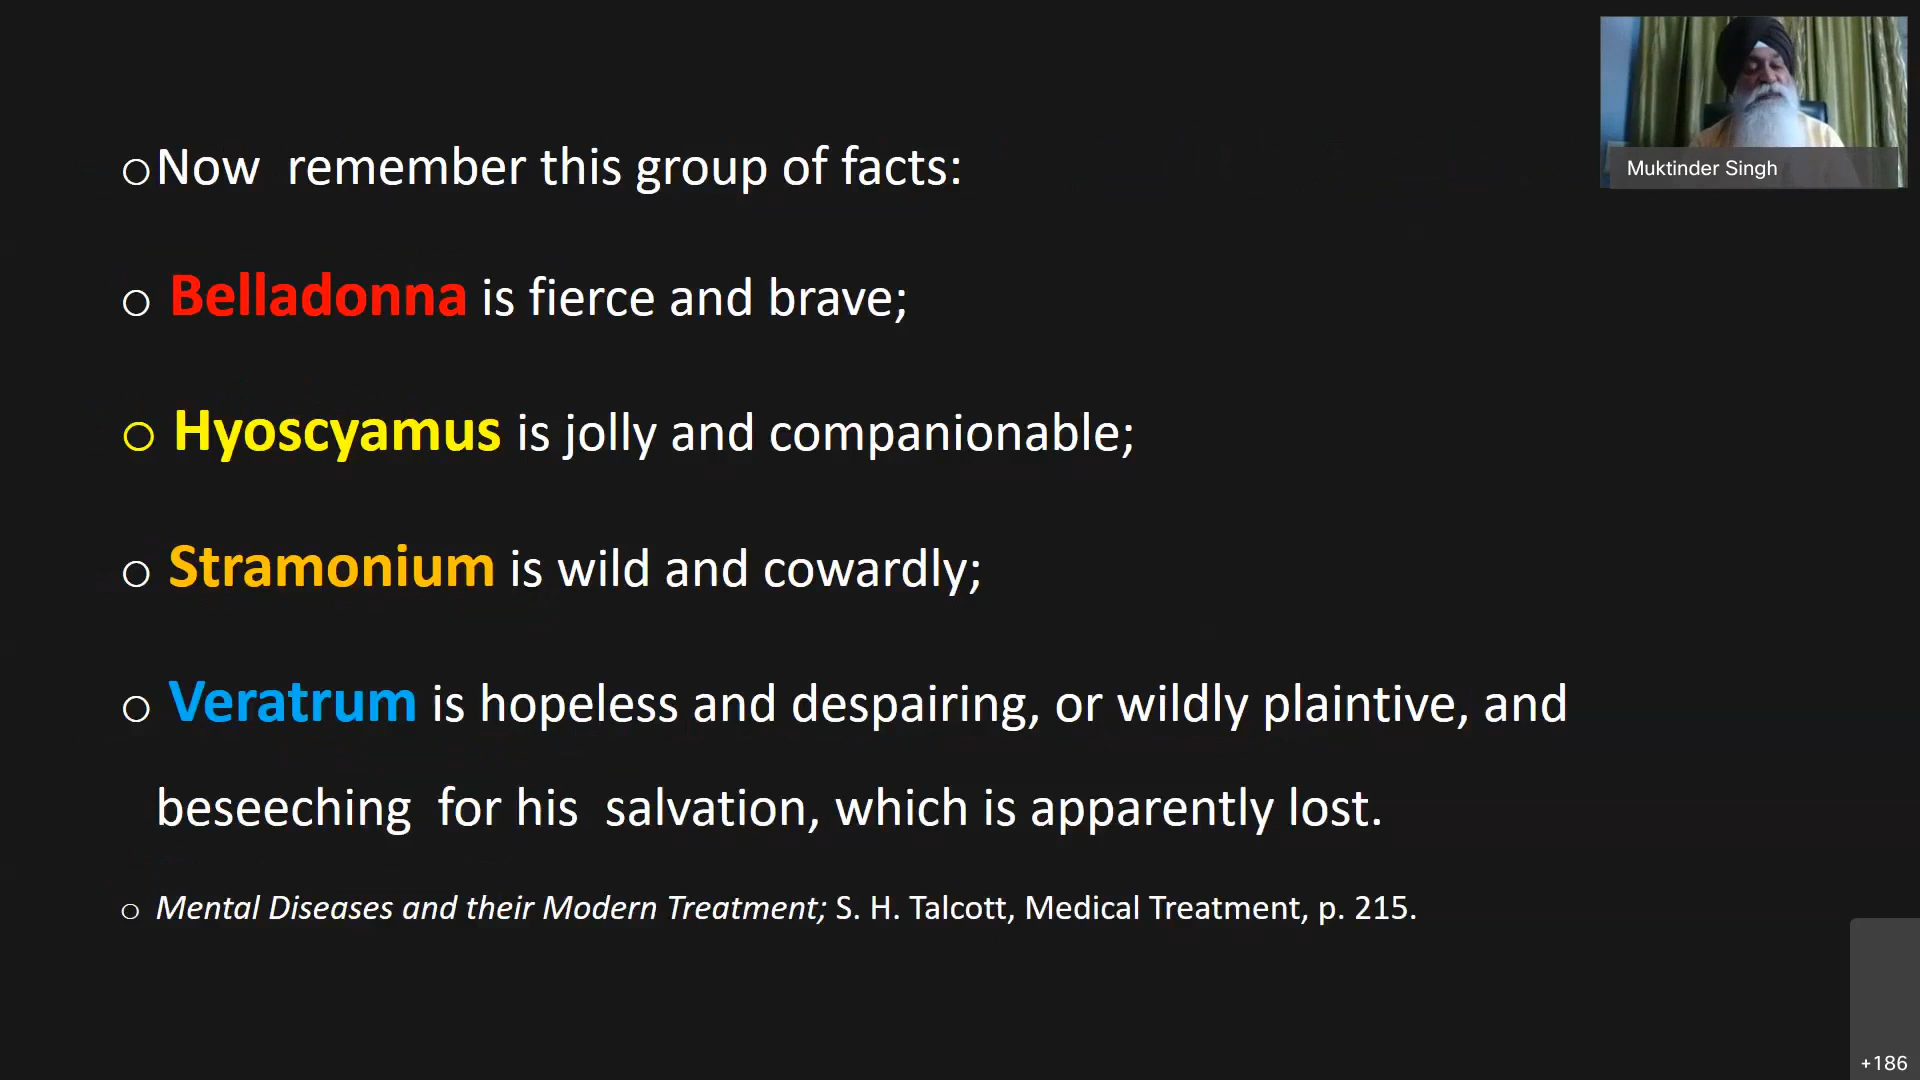 Now remember this group of facts:
Belladonna is fierce and brave;
Hyoscyamus is jolly and companionable;
Stramonium is wild and cowardly;
Veratrum is hopeless and despairing, or wildly plaintive, and
beseeching for his salvation, which is apparently lost.
Mental Diseases and their Modern Treatment; S. H. Talcott, Medical Treatment, p. 215.
Muktinder Singh
+186